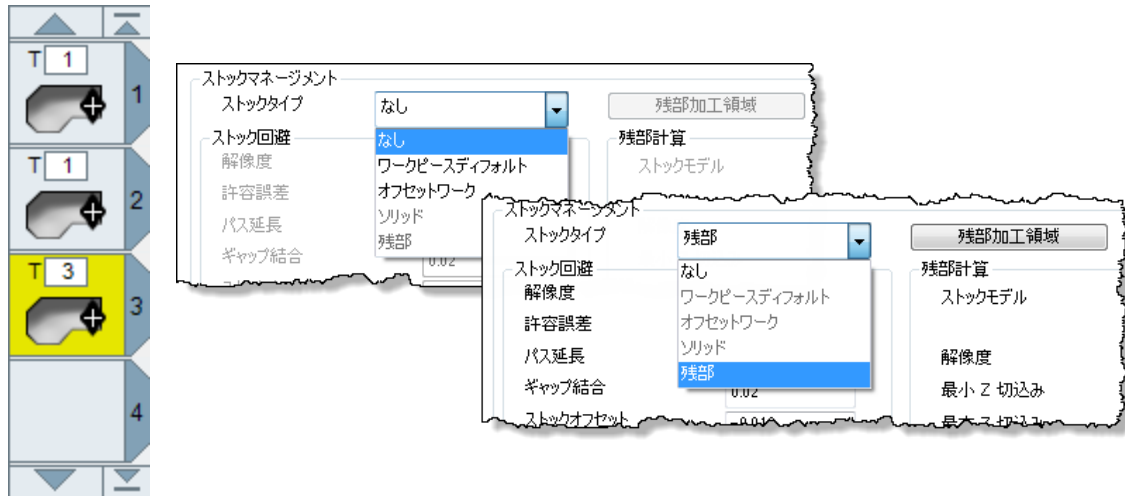 T 1
1
T 1
2
T 3
3
4
ストックマネージメント
ストックタイプ なし 残部加工領域
ストック回避 なし 残部計算
解像度 ワークピースディフォルト ストックモデル
許容誤差 オフセットワーク
パス延長 ソリッド
ギャップ結合 残部
0.02
ストックマネージメント
ストックタイプ 残部 残部加工領域
ストック回避 なし 残部計算
解像度 ワークピースディフォルト ストックモデル
許容誤差 オフセットワーク
パス延長 ソリッド 解像度
ギャップ結合 残部 最小 Z 切込み
0.02
ストックオフセット 最大 Z 切込み